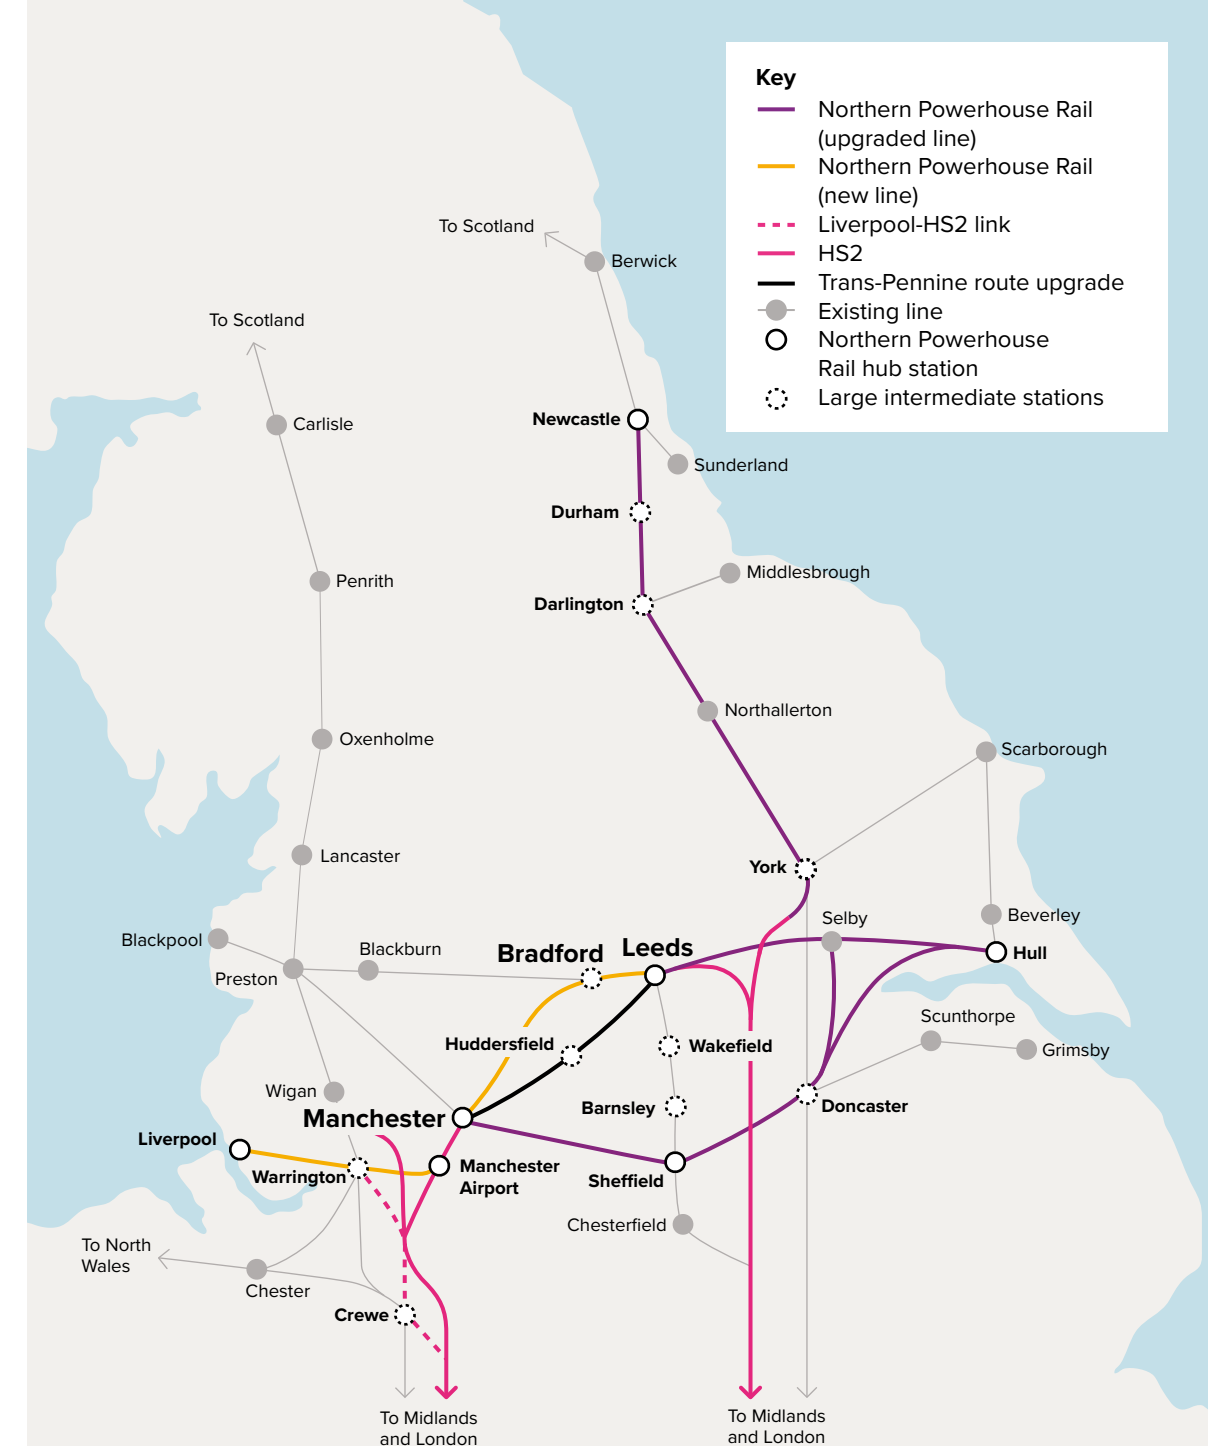 Key
Northern Powerhouse Rail
(upgraded line)
Northern Powerhouse Rail
(new line)
Liverpool-HS2 link
HS2
Trans-Pennine route upgrade
Existing line
Northern Powerhouse
Rail hub station
Large intermediate stations
To Scotland
Berwick
To Scotland
Carlisle
Newcastle
Sunderland
Durham
Middlesbrough
Penrith
Darlington
Northallerton
Oxenholme
Scarborough
Lancaster
York
Selby
Beverley
Blackpool
Blackburn
Bradford
Leeds
Hull
Preston
Scunthorpe
Huddersfield
Wakefield
Grimsby
Wigan
Barnsley
Doncaster
Manchester
Liverpool
Warrington
Manchester
Airport
Sheffield
Chesterfield
To North
Wales
Chester
Crewe
To Midlands
and London
To Midlands
and London